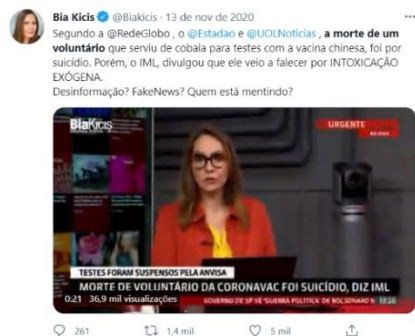 Bia Kicis @Biakicis · 13 de nov de 2020
Segundo a @RedeGlobo , o @Estadao e @UOLNoticias , a morte de um
voluntário que serviu de cobaia para testes com a vacina chinesa, foi por
suicídio. Porém, o IML, divulgou que ele veio a falecer por INTOXICAÇÃO
EXÓGENA.
Desinformação? FakeNews? Quem está mentindo?
BiaKicis
URGENTE
AO VIVO
TESTES FORAM SUSPENSOS PELA ANVISA
MORTE DE VOLUNTÁRIO DA CORONAVAC FOI SUICÍDIO, DIZ IML
0:21 36,9 mil visualizações
GOVERNO DE SP VÊ 'GUERRA POLÍTICA' DE BOLSONARO
261 1,4 mil 5 mil